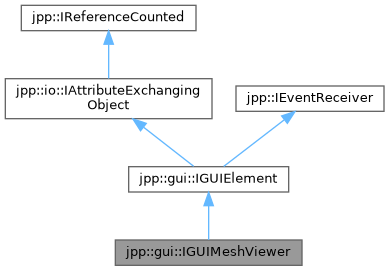 jpp::IReferenceCounted
jpp::io::IAttributeExchanging
Object
jpp::IEventReceiver
jpp::gui::IGUIElement
jpp::gui::IGUIMeshViewer